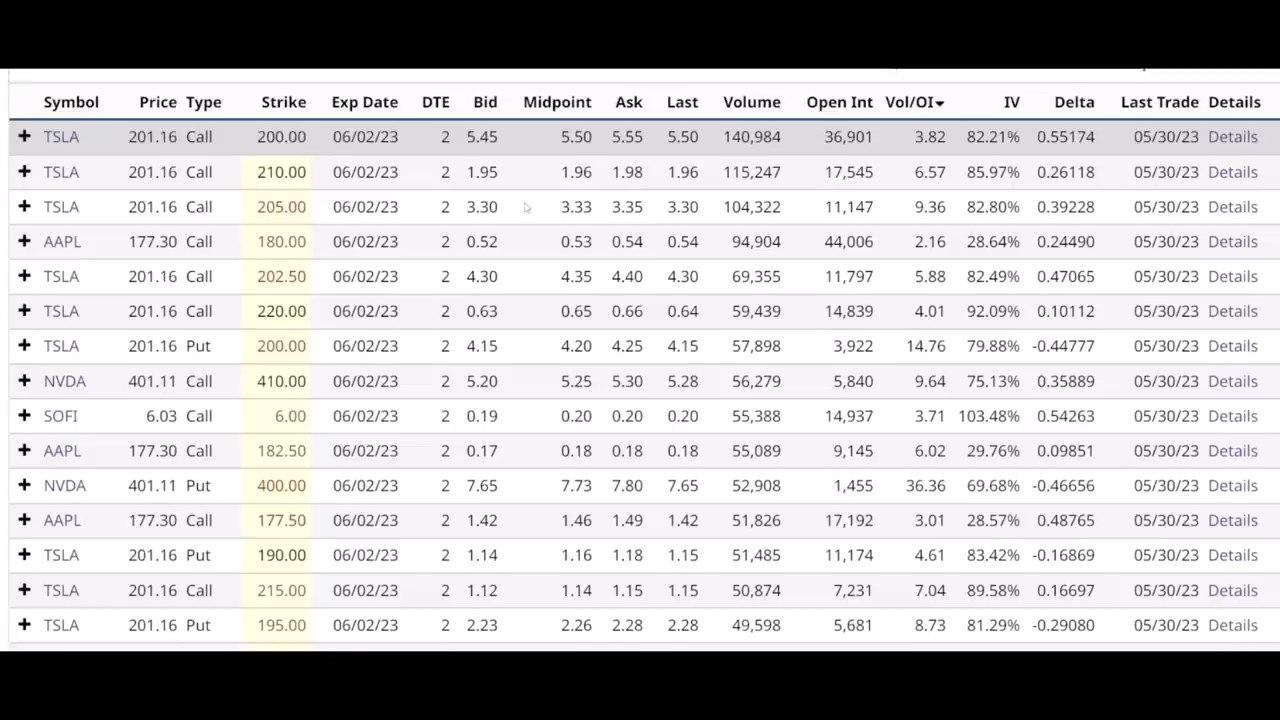 Symbol Price Type Strike Exp Date DTE Bid Midpoint Ask Last Volume Open Int Vol/OI IV Delta Last Trade Details
+ TSLA 201.16 Call 200.00 06/02/23 2 5.45 5.50 5.55 5.50 140,984 36,901 3.82 82.21% 0.55174 05/30/23 Details
+ TSLA 201.16 Call 210.00 06/02/23 2 1.95 1.96 1.98 1.96 115,247 17,545 6.57 85.97% 0.26118 05/30/23 Details
+ TSLA 201.16 Call 205.00 06/02/23 2 3.30 3.33 3.35 3.30 104,322 11,147 9.36 82.80% 0.39228 05/30/23 Details
+ AAPL 177.30 Call 180.00 06/02/23 2 0.52 0.53 0.54 0.54 94,904 44,006 2.16 28.64% 0.24490 05/30/23 Details
+ TSLA 201.16 Call 202.50 06/02/23 2 4.30 4.35 4.40 4.30 69,355 11,797 5.88 82.49% 0.47065 05/30/23 Details
+ TSLA 201.16 Call 220.00 06/02/23 2 0.63 0.65 0.66 0.64 59,439 14,839 4.01 92.09% 0.10112 05/30/23 Details
+ TSLA 201.16 Put 200.00 06/02/23 2 4.15 4.20 4.25 4.15 57,898 3,922 14.76 79.88% -0.44777 05/30/23 Details
+ NVDA 401.11 Call 410.00 06/02/23 2 5.20 5.25 5.30 5.28 56,279 5,840 9.64 75.13% 0.35889 05/30/23 Details
+ SOFI 6.03 Call 6.00 06/02/23 2 0.19 0.20 0.20 0.20 55,388 14,937 3.71 103.48% 0.54263 05/30/23 Details
+ AAPL 177.30 Call 182.50 06/02/23 2 0.17 0.18 0.18 0.18 55,089 9,145 6.02 29.76% 0.09851 05/30/23 Details
+ NVDA 401.11 Put 400.00 06/02/23 2 7.65 7.73 7.80 7.65 52,908 1,455 36.36 69.68% -0.46656 05/30/23 Details
+ AAPL 177.30 Call 177.50 06/02/23 2 1.42 1.46 1.49 1.42 51,826 17,192 3.01 28.57% 0.48765 05/30/23 Details
+ TSLA 201.16 Put 190.00 06/02/23 2 1.14 1.16 1.18 1.15 51,485 11,174 4.61 83.42% -0.16869 05/30/23 Details
+ TSLA 201.16 Call 215.00 06/02/23 2 1.12 1.14 1.15 1.15 50,874 7,231 7.04 89.58% 0.16697 05/30/23 Details
+ TSLA 201.16 Put 195.00 06/02/23 2 2.23 2.26 2.28 2.28 49,598 5,681 8.73 81.29% -0.29080 05/30/23 Details